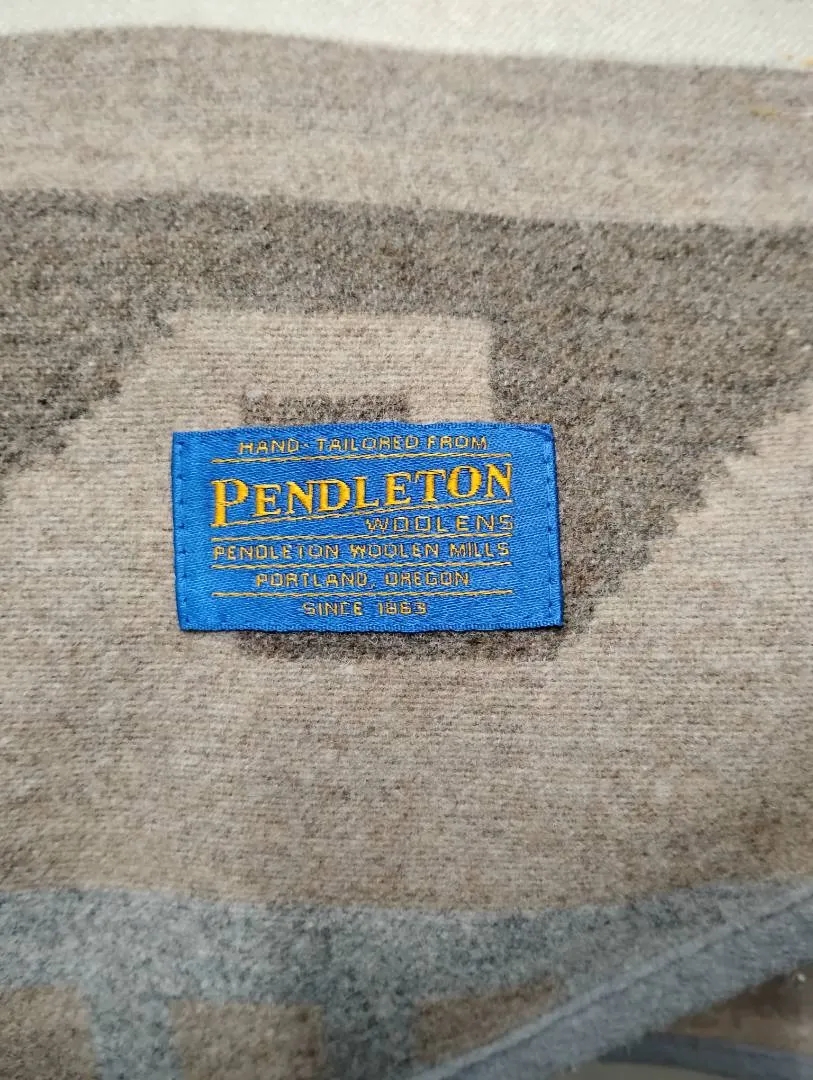 HAND-TAILORED FROM
PENDLETON
WOOLENS
PENDLETON WOOLEN MILLS
PORTLAND, OREGON
SINCE 1863